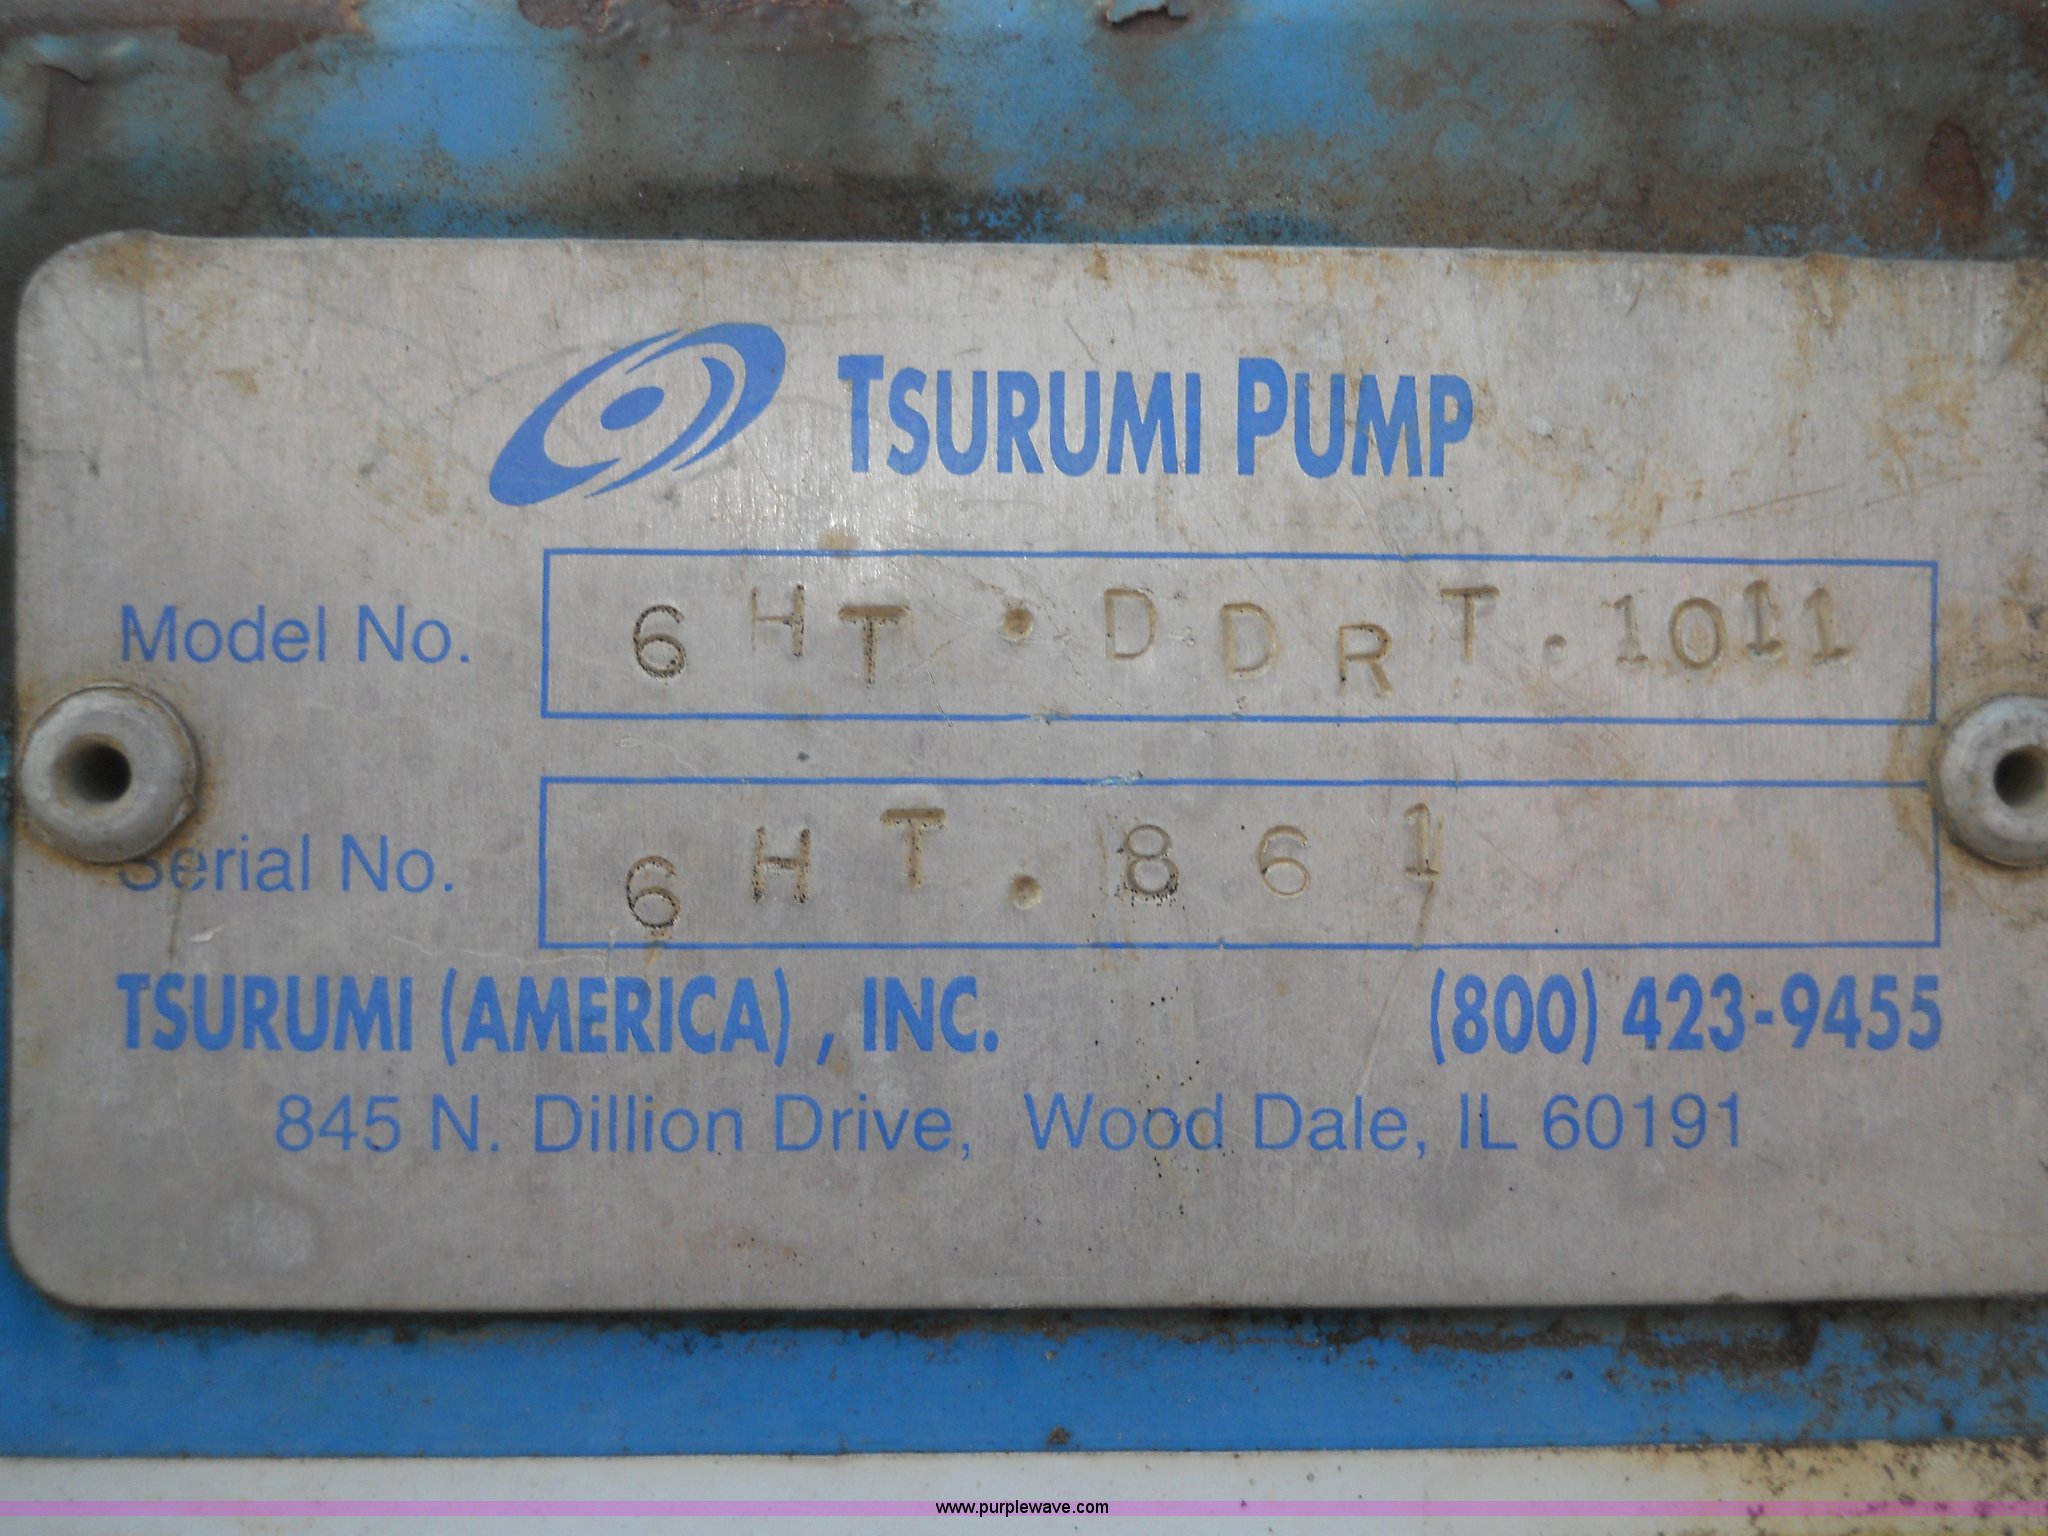 TSURUMI PUMP
Model No. 6HT·DDRT.1011
Serial No. 6HT.861
TSURUMI (AMERICA), INC. (800) 423-9455
845 N. Dillion Drive, Wood Dale, IL 60191
www.purplewave.com